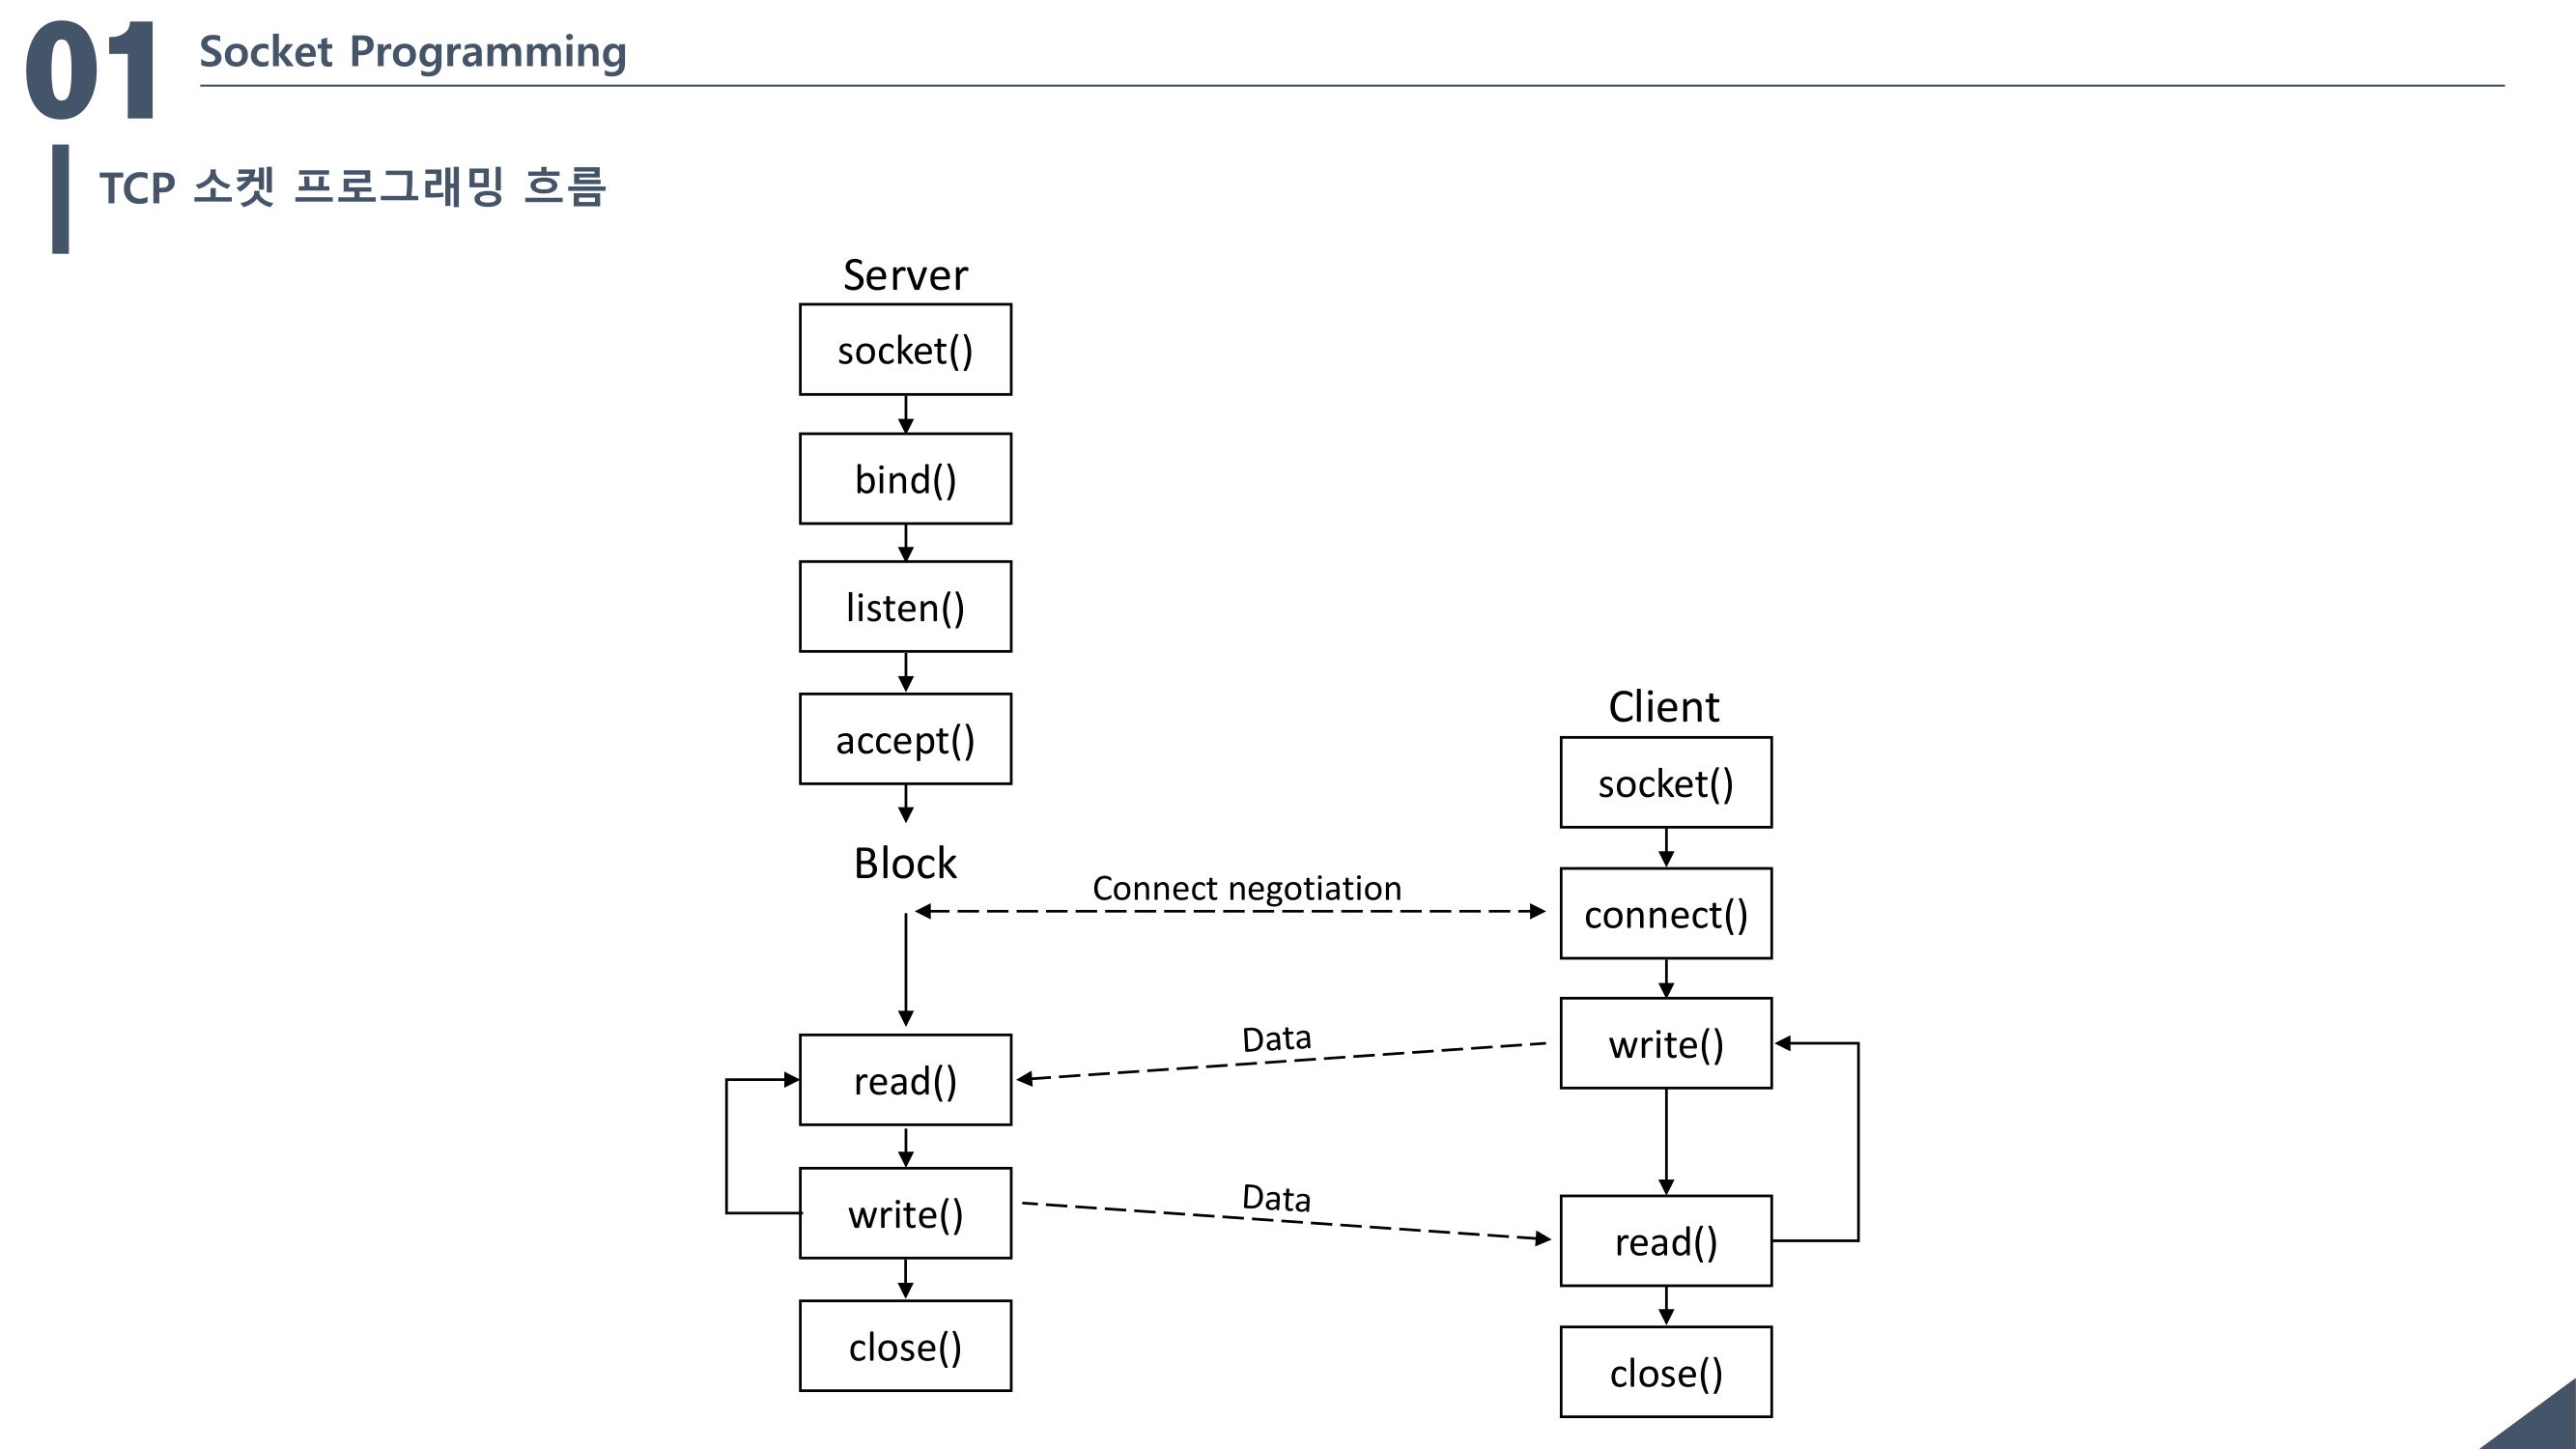 01
Socket Programming
TCP 소켓 프로그래밍 흐름
Server
socket()
bind()
listen()
accept()
Block
read()
write()
close()
Connect negotiation
Data
Data
Client
socket()
connect()
write()
read()
close()